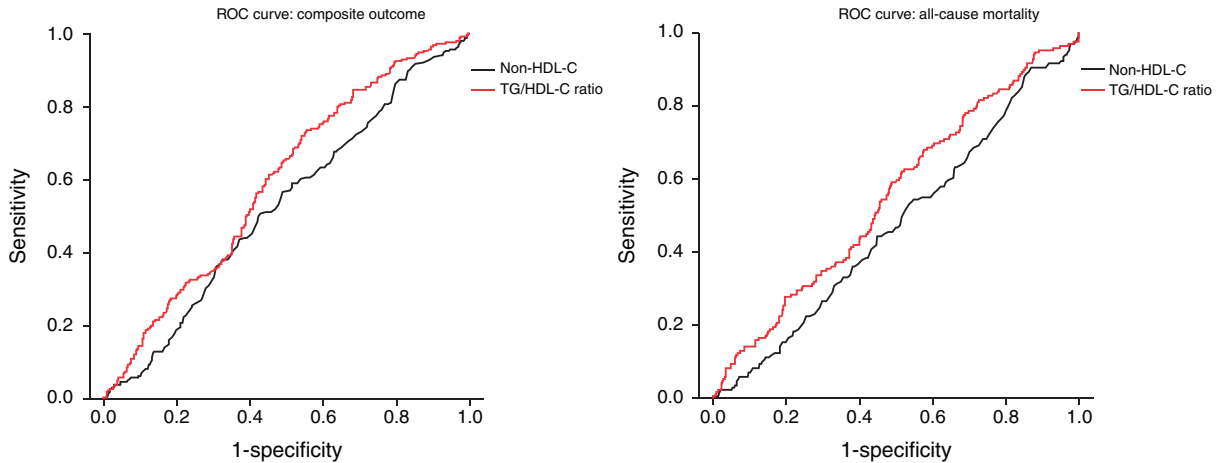 ROC curve: composite outcome
1.0
0.8
0.6
0.4
0.2
0.0
Sensitivity
0.0 0.2 0.4 0.6 0.8 1.0
1-specificity
Non-HDL-C
TG/HDL-C ratio
ROC curve: all-cause mortality
1.0
0.8
0.6
0.4
0.2
0.0
Sensitivity
0.0 0.2 0.4 0.6 0.8 1.0
1-specificity
Non-HDL-C
TG/HDL-C ratio